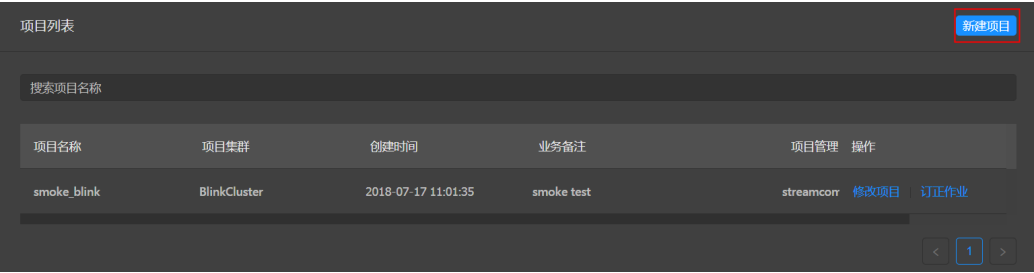 项目列表 新建项目
搜索项目名称
项目名称 项目集群 创建时间 业务备注 项目管理 操作
smoke_blink BlinkCluster 2018-07-17 11:01:35 smoke test streamcom 修改项目 订正作业
< 1 >